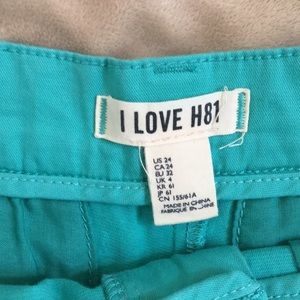 I LOVE H81
US 24
CA 24
EU 32
UK 4
KR 61
JP 61
CN 155/61A
MADE IN CHINA
FABRIQUE EN CHINE